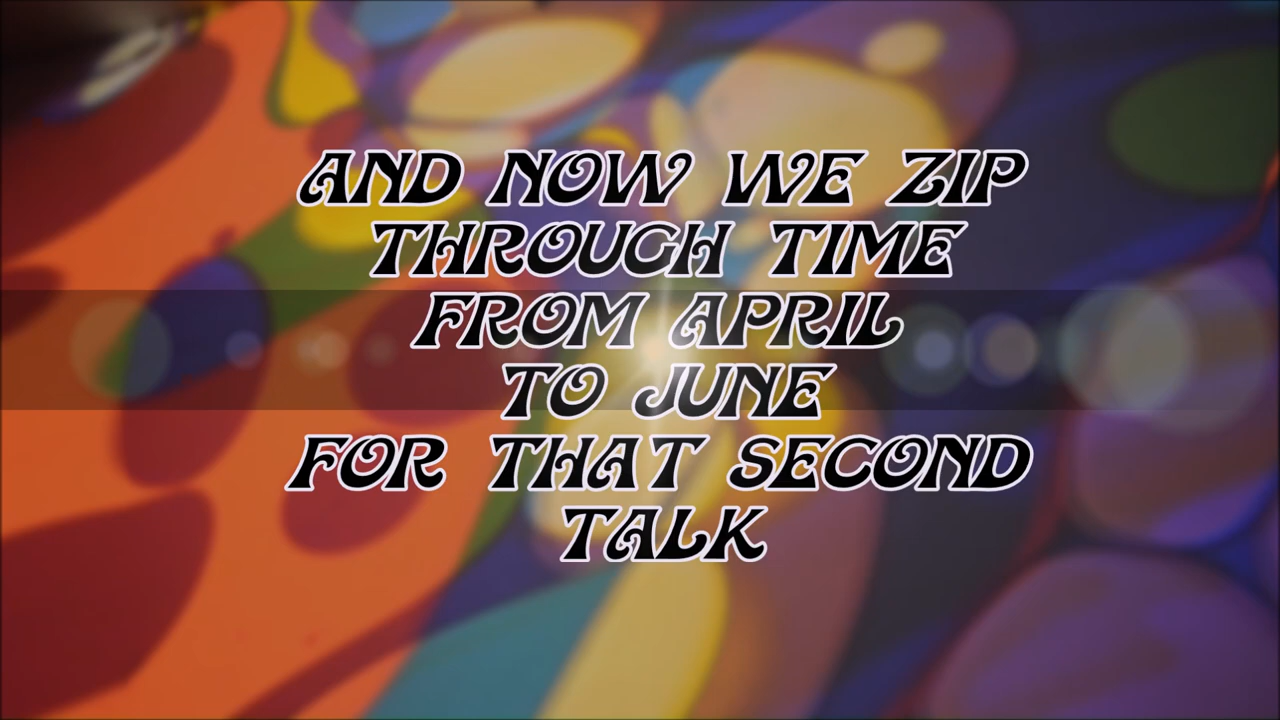 AND NOW WE ZIP
THROUGH TIME
FROM APRIL
TO JUNE
FOR THAT SECOND
TALK